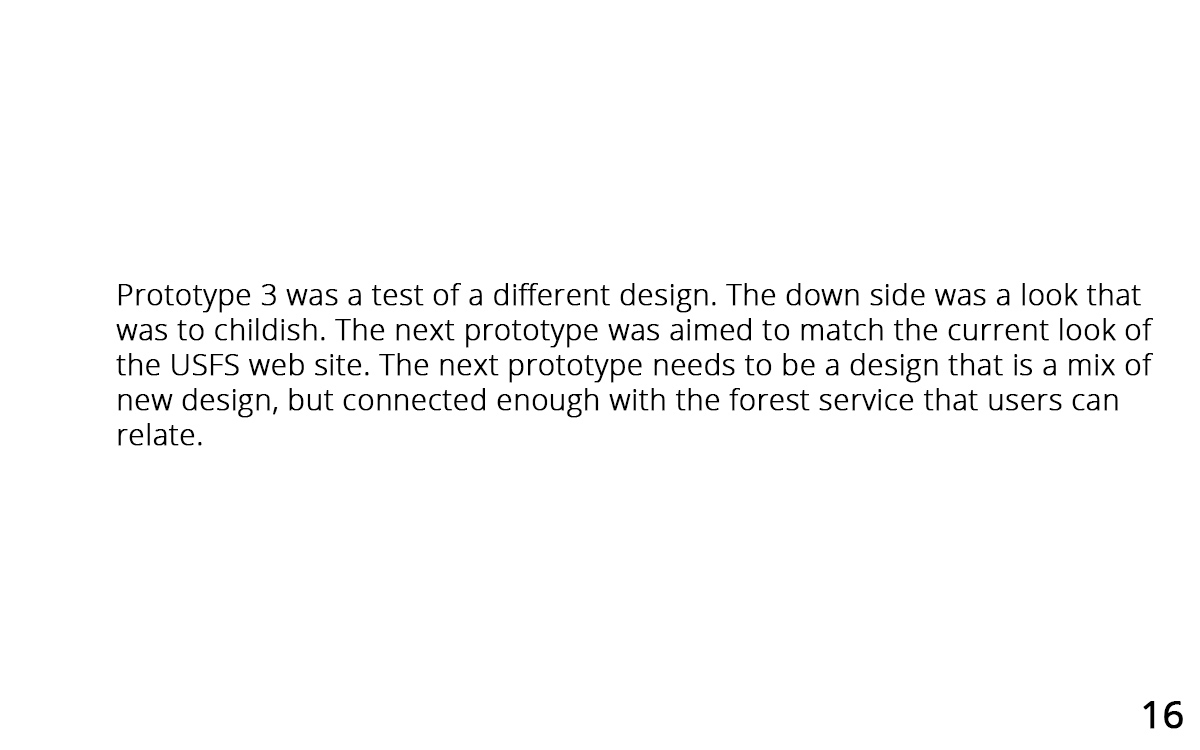 Prototype 3 was a test of a different design. The down side was a look that
was to childish. The next prototype was aimed to match the current look of
the USFS web site. The next prototype needs to be a design that is a mix of
new design, but connected enough with the forest service that users can
relate.
16